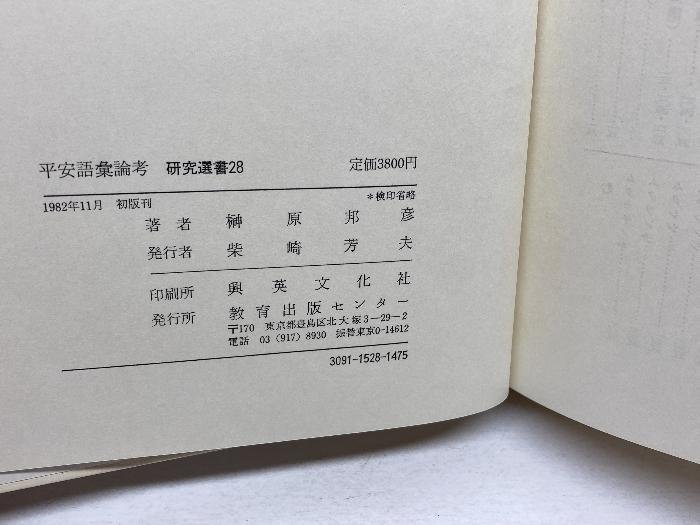 平安語彙論考 研究選書28 定価3800円
1982年11月 初版刊 *検印省略
著者 榊原邦彦
発行者 柴崎芳夫
印刷所 興英文化社
発行所 教育出版センター
〒170 東京都豊島区北大塚3-29-2
電話 03(917)8930 振替東京0-14612
3091-1528-1475